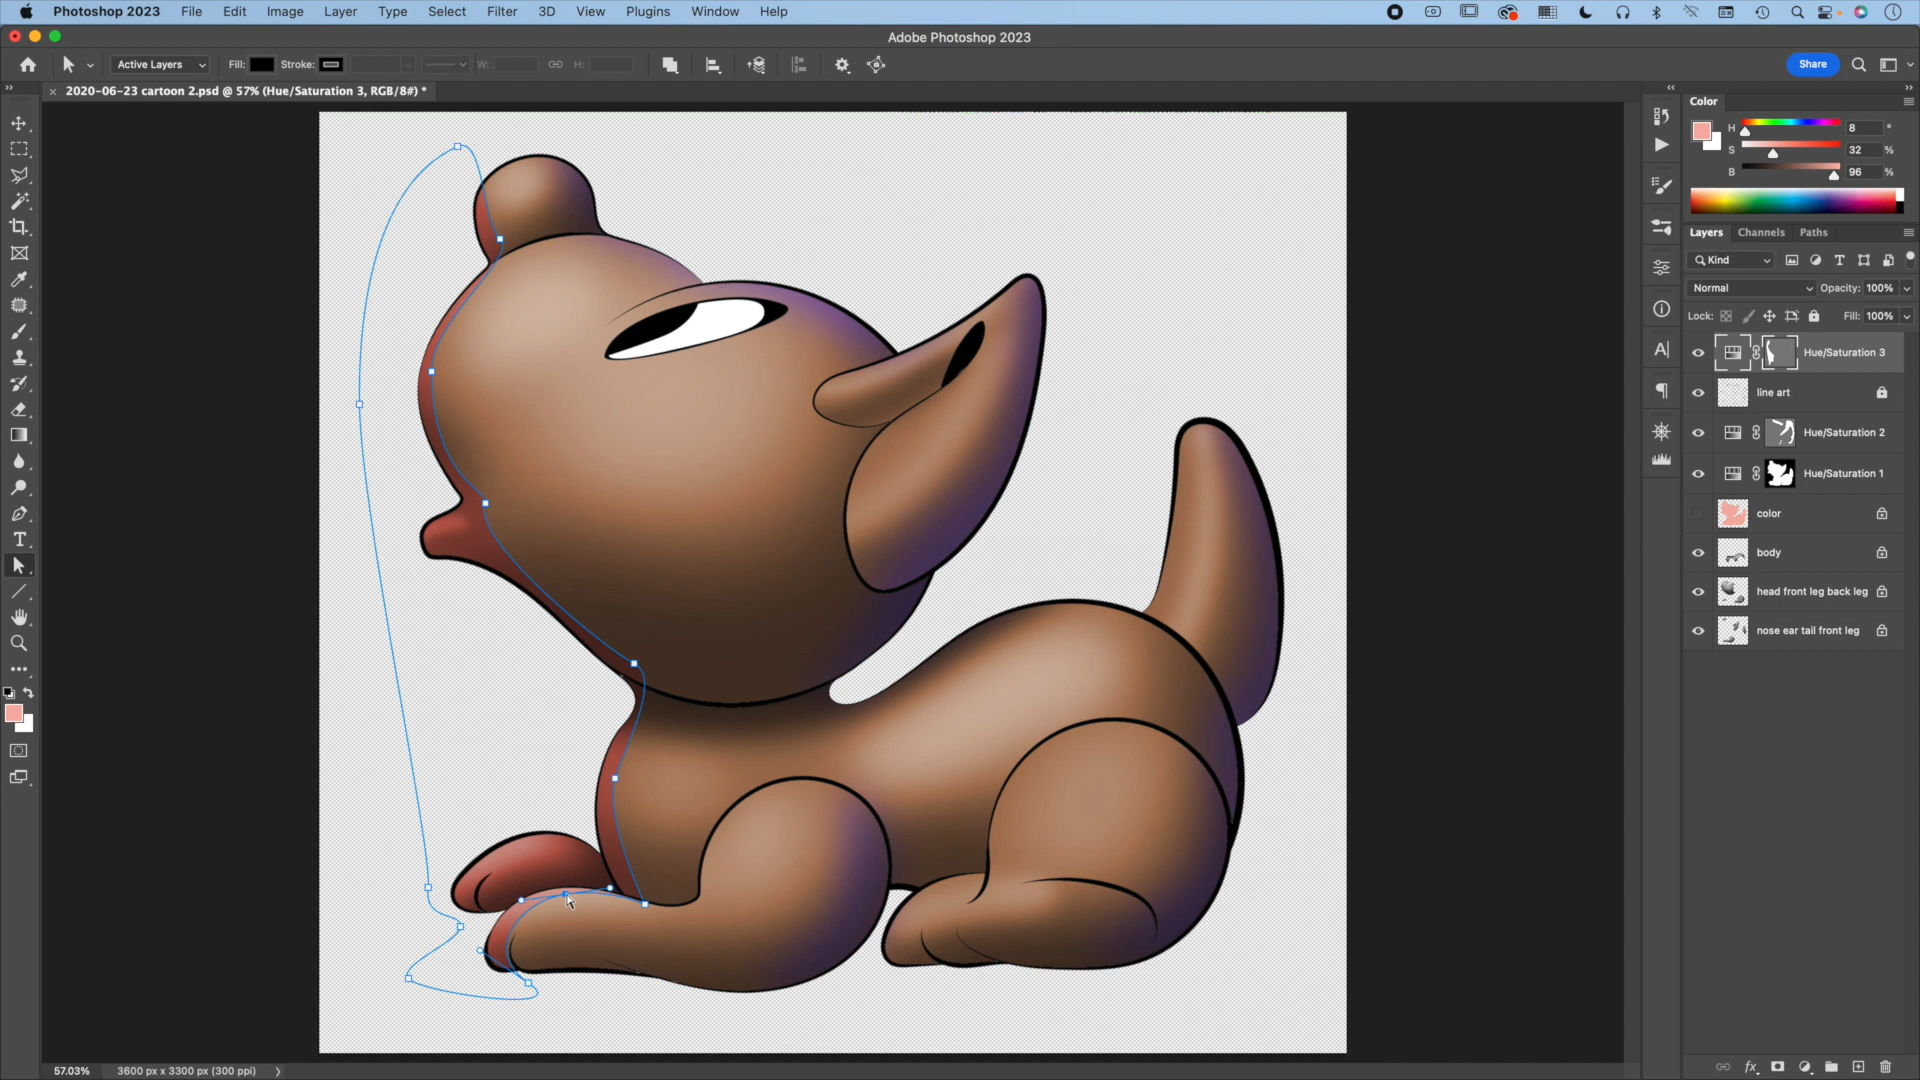 Photoshop 2023 File Edit Image Layer Type Select Filter 3D View Plugins Window Help
Adobe Photoshop 2023
Active Layers Fill: Stroke: W: H: Share
× 2020-06-23 cartoon 2.psd @ 57% (Hue/Saturation 3, RGB/8#) *
Color
H 8 °
S 32 %
B 96 %
Layers Channels Paths
Kind
Normal Opacity: 100%
Lock: Fill: 100%
Hue/Saturation 3
line art
Hue/Saturation 2
Hue/Saturation 1
color
body
head front leg back leg
nose ear tail front leg
57.03% 3600 px x 3300 px (300 ppi)